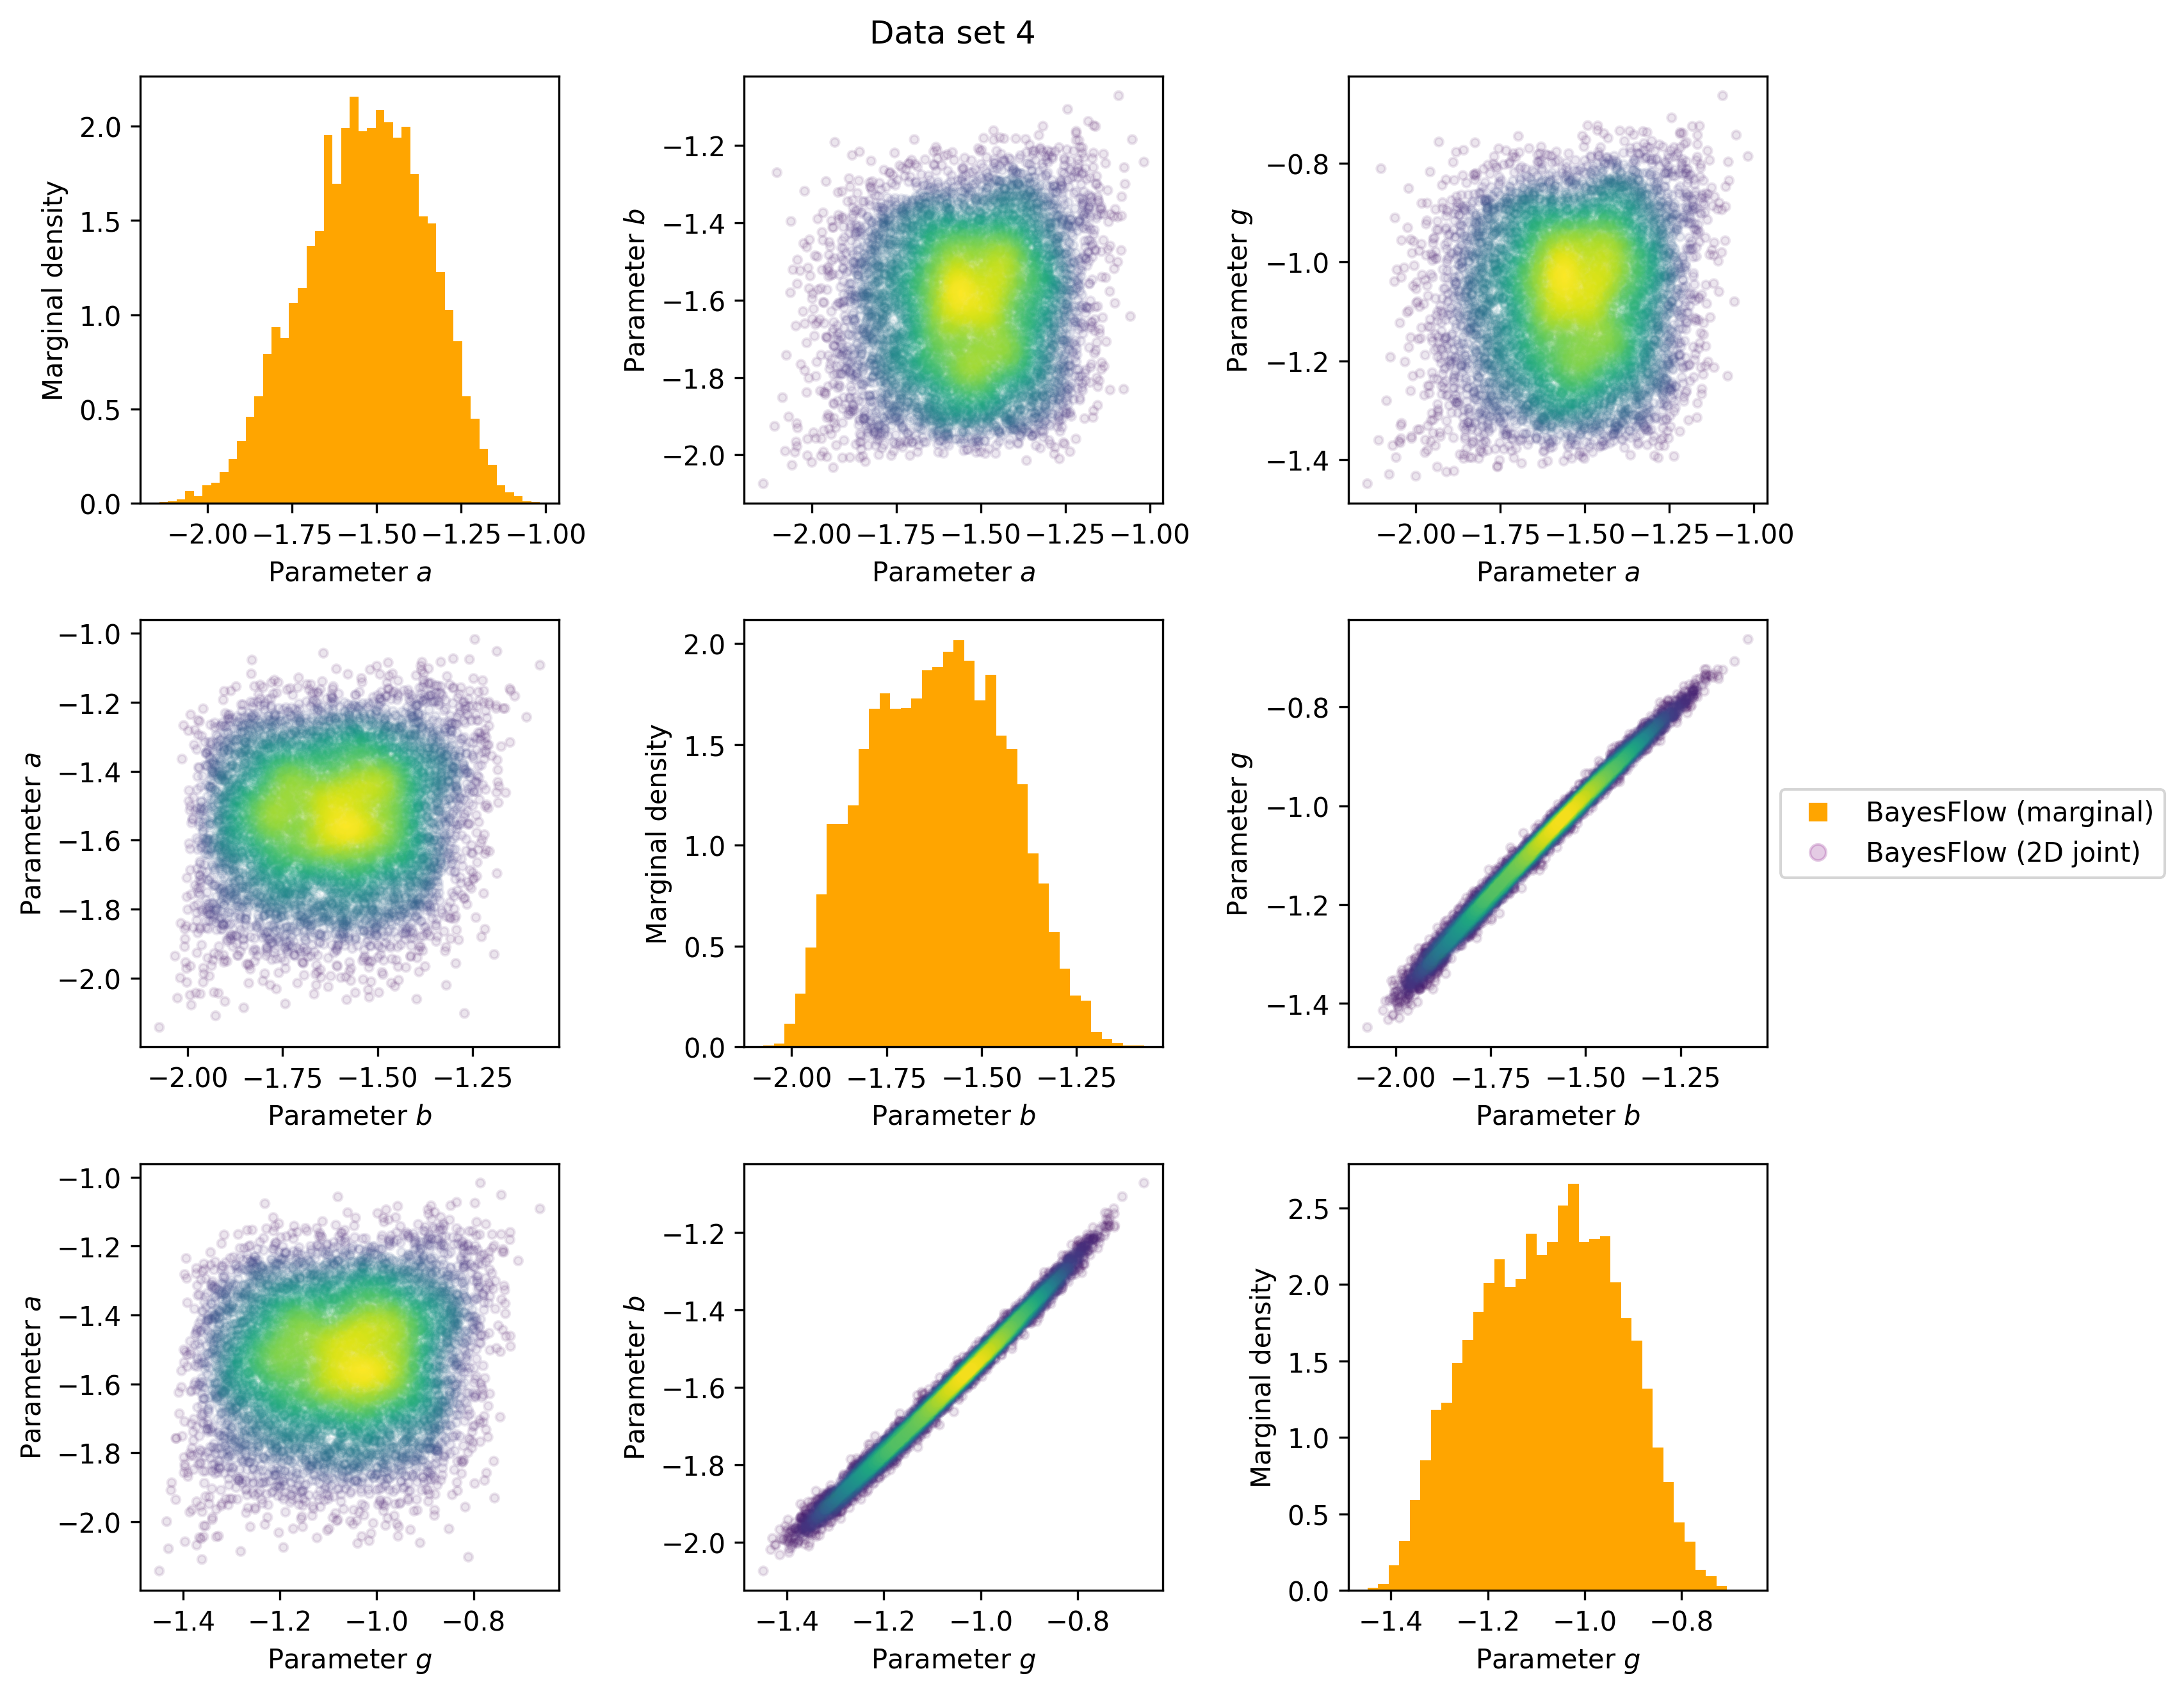 Data set 4
Marginal density
2.0
1.5
1.0
0.5
0.0
−2.00 −1.75 −1.50 −1.25 −1.00
Parameter a
Parameter b
−1.2
−1.4
−1.6
−1.8
−2.0
−2.00 −1.75 −1.50 −1.25 −1.00
Parameter a
Parameter g
−0.8
−1.0
−1.2
−1.4
−2.00 −1.75 −1.50 −1.25 −1.00
Parameter a
Parameter a
−1.0
−1.2
−1.4
−1.6
−1.8
−2.0
−2.00 −1.75 −1.50 −1.25
Parameter b
Marginal density
2.0
1.5
1.0
0.5
0.0
−2.00 −1.75 −1.50 −1.25
Parameter b
Parameter g
−0.8
−1.0
−1.2
−1.4
−2.00 −1.75 −1.50 −1.25
Parameter b
BayesFlow (marginal)
BayesFlow (2D joint)
Parameter a
−1.0
−1.2
−1.4
−1.6
−1.8
−2.0
−1.4 −1.2 −1.0 −0.8
Parameter g
Parameter b
−1.2
−1.4
−1.6
−1.8
−2.0
−1.4 −1.2 −1.0 −0.8
Parameter g
Marginal density
2.5
2.0
1.5
1.0
0.5
0.0
−1.4 −1.2 −1.0 −0.8
Parameter g